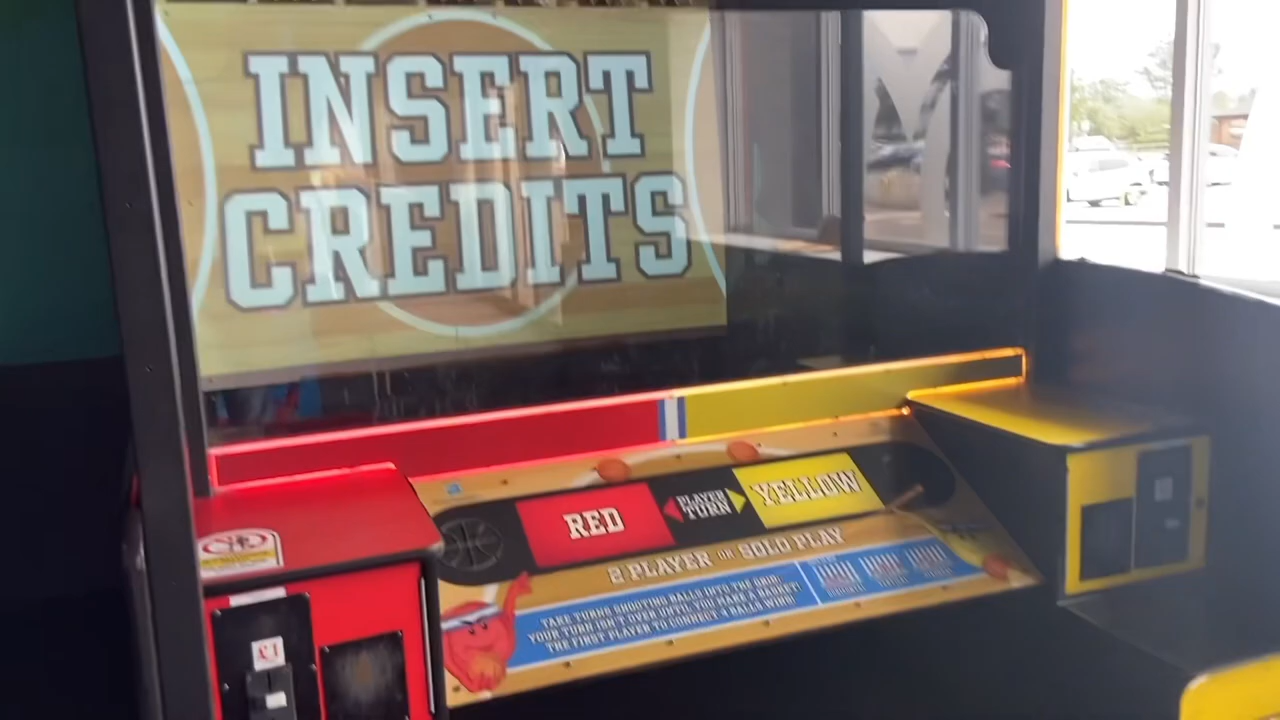 INSERT
CREDITS
RED
PLAYER
TURN
YELLOW
2 PLAYER OR SOLO PLAY
TAKE TURNS SHOOTING BALLS INTO THE GRID.
YOUR TURN ISN'T OVER UNTIL YOU MAKE A BASKET!
THE FIRST PLAYER TO CONNECT 4 BALLS WINS!
£1